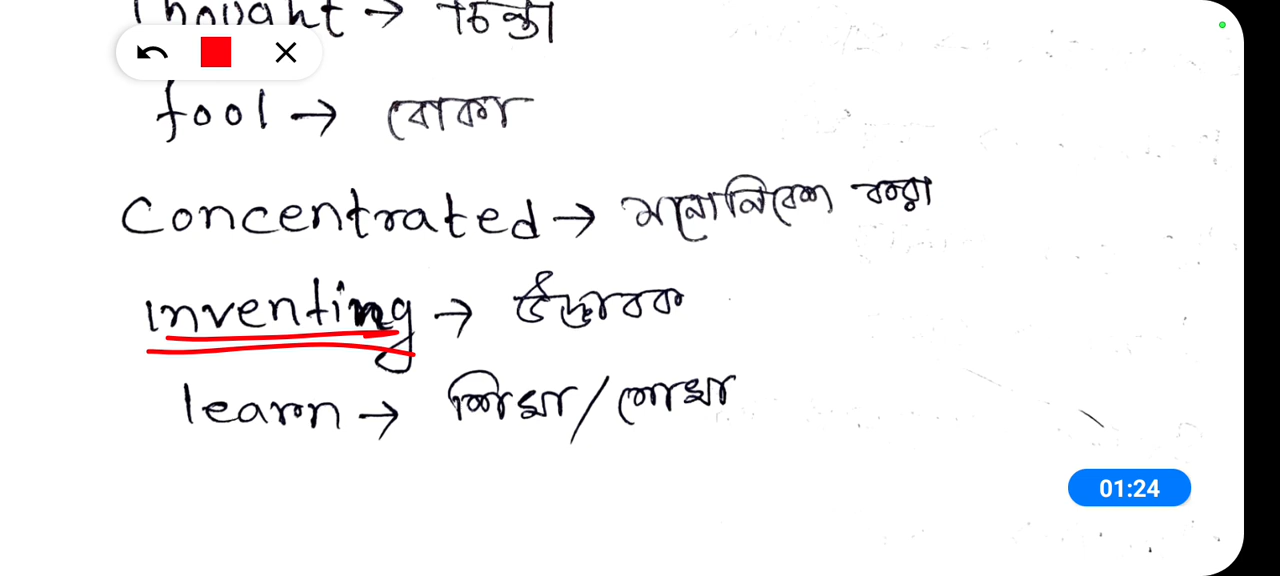 Thought → চিন্তা
fool → বোকা
Concentrated → মনোনিবেশ করা
inventing → উদ্ভাবক
learn → শিখা/শেখা
01:24